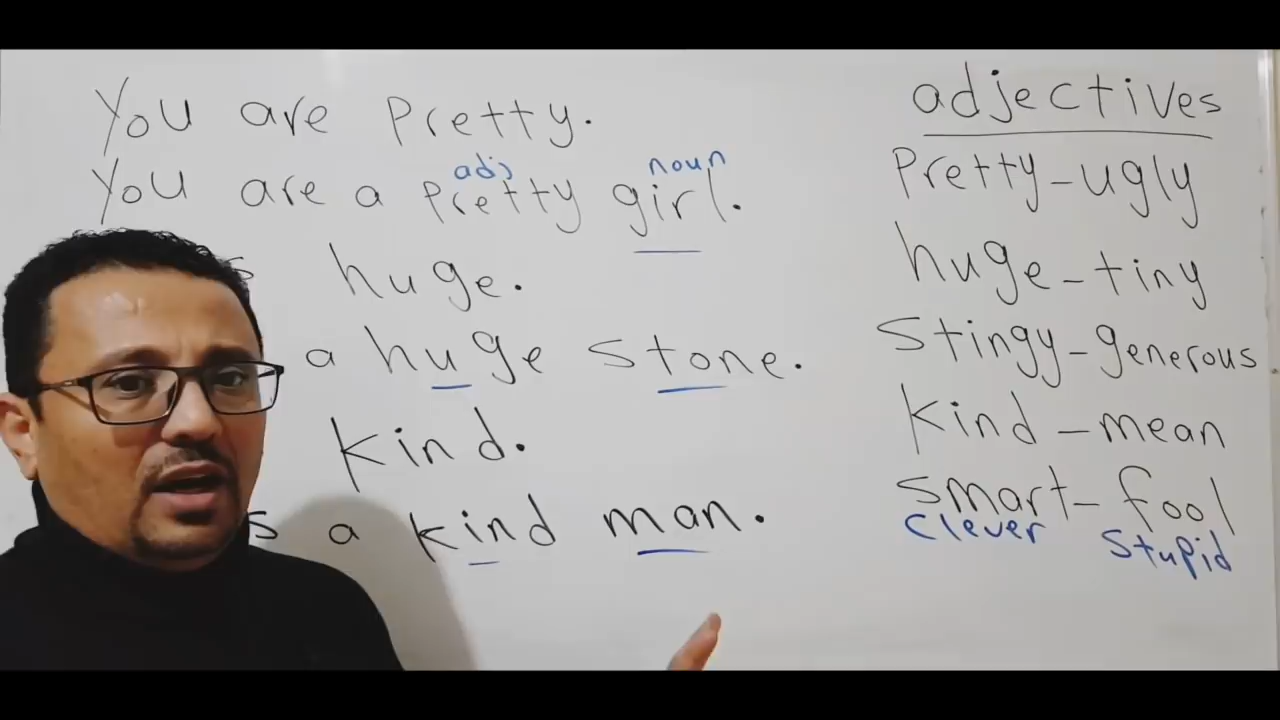 You are Pretty.
adj noun
You are a Pretty girl.
s huge.
a huge stone.
kind.
s a kind man.
adjectives
Pretty-ugly
huge-tiny
Stingy-generous
kind-mean
smart-fool
Clever Stupid